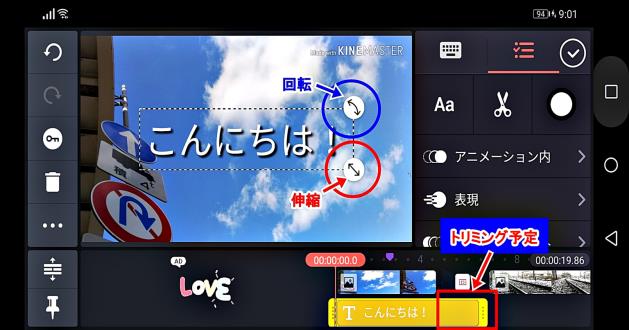 94
9:01
Made with KINEMASTER
回転
こんにちは！
伸縮
Aa
アニメーション内
表現
トリミング予定
AD
LOVE
00:00:00.0
4
8
00:00:19.86
T こんにちは！